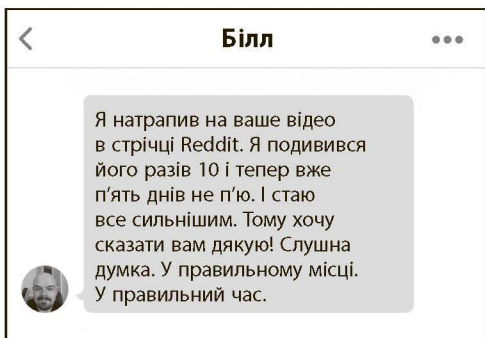 Білл
Я натрапив на ваше відео
в стрічці Reddit. Я подивився
його разів 10 і тепер вже
п'ять днів не п'ю. І стаю
все сильнішим. Тому хочу
сказати вам дякую! Слушна
думка. У правильному місці.
У правильний час.